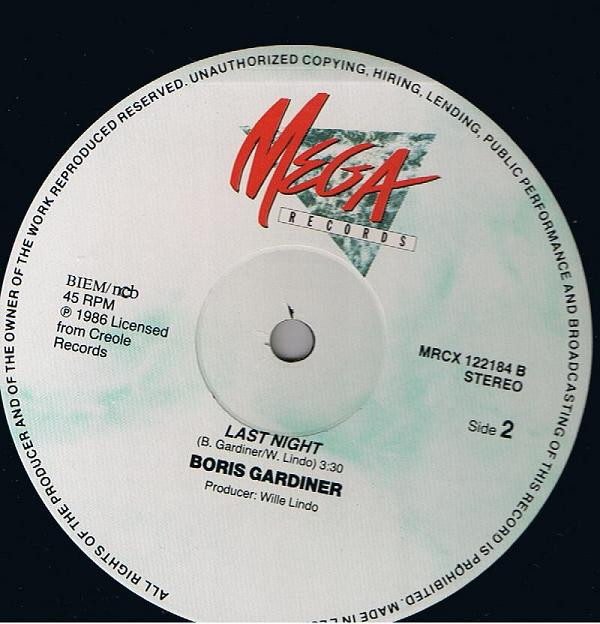 ALL RIGHTS OF THE PRODUCER AND OF THE OWNER OF THE WORK REPRODUCED RESERVED. UNAUTHORIZED COPYING, HIRING, LENDING, PUBLIC PERFORMANCE AND BROADCASTING OF THIS RECORD IS PROHIBITED. MADE IN
MEGA
RECORDS
BIEM/ncb
45 RPM
℗ 1986 Licensed
from Creole
Records
MRCX 122184 B
STEREO
Side 2
LAST NIGHT
(B. Gardiner/W. Lindo) 3:30
BORIS GARDINER
Producer: Wille Lindo